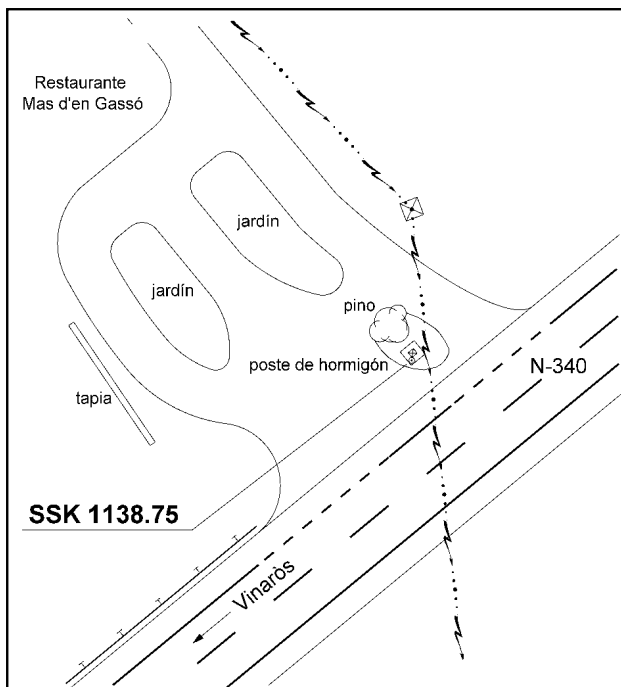 Restaurante
Mas d'en Gassó
jardín
jardín
pino
poste de hormigón
N-340
tapia
SSK 1138.75
Vinaròs